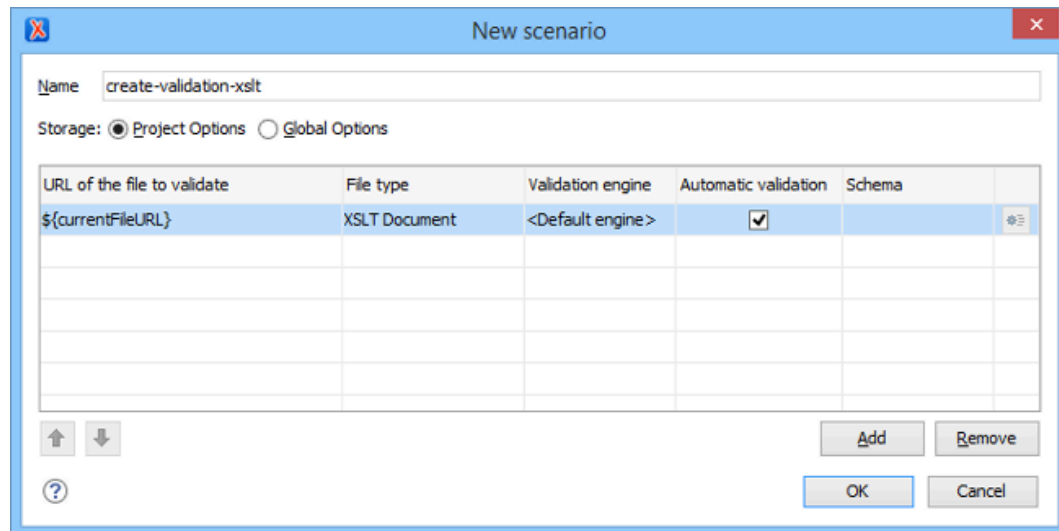 New scenario
Name create-validation-xslt
Storage: Project Options Global Options
URL of the file to validate File type Validation engine Automatic validation Schema
${currentFileURL} XSLT Document <Default engine>
Add Remove
OK Cancel